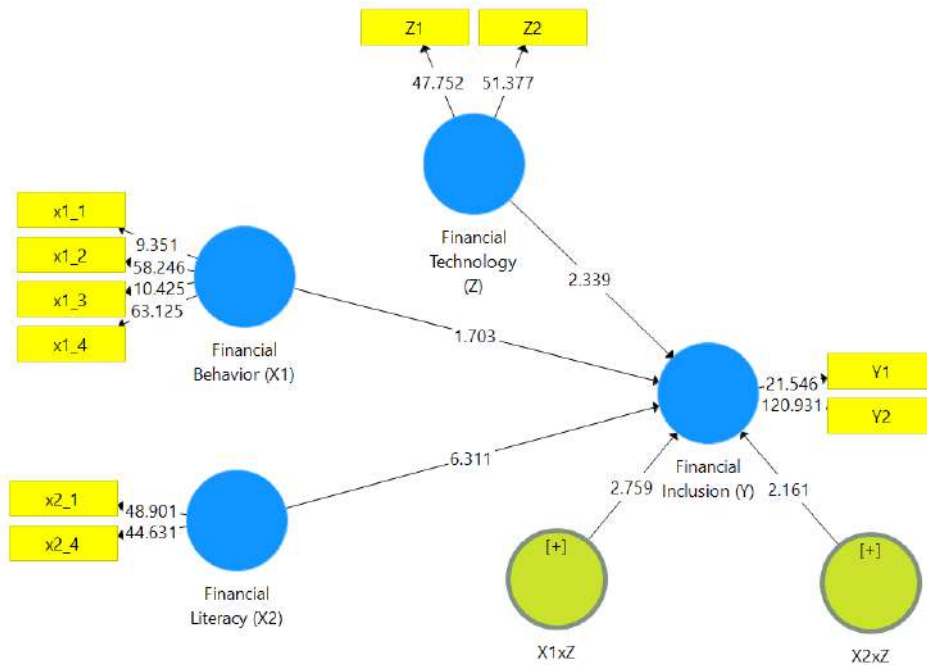 Z1
Z2
47.752
51.377
Financial
Technology
(Z)
2.339
x1_1
x1_2
x1_3
x1_4
9.351
58.246
10.425
63.125
Financial
Behavior (X1)
1.703
Y1
Y2
21.546
120.931
Financial
Inclusion (Y)
6.311
x2_1
x2_4
48.901
44.631
Financial
Literacy (X2)
2.759
2.161
[+]
[+]
X1xZ
X2xZ